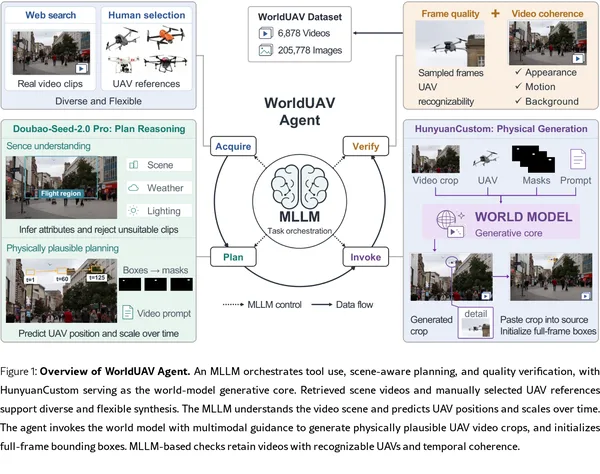 Web search
Human selection
Real video clips
UAV references
Diverse and Flexible
WorldUAV Dataset
6,878 Videos
205,778 Images
Frame quality
+
Video coherence
Sampled frames
UAV
recognizability
✓ Appearance
✓ Motion
✓ Background
WorldUAV
Agent
Acquire
Verify
MLLM
Task orchestration
Plan
Invoke
MLLM control
Data flow
Doubao-Seed-2.0 Pro: Plan Reasoning
Sence understanding
Flight region
Scene
Weather
Lighting
Infer attributes and reject unsuitable clips
Physically plausible planning
t=1
t=60
t=125
Boxes → masks
Video prompt
Predict UAV position and scale over time
HunyuanCustom: Physical Generation
Video crop
UAV
Masks
Prompt
WORLD MODEL
Generative core
detail
Generated
crop
Paste crop into source
Initialize full-frame boxes
Figure 1: Overview of WorldUAV Agent. An MLLM orchestrates tool use, scene-aware planning, and quality verification, with
HunyuanCustom serving as the world-model generative core. Retrieved scene videos and manually selected UAV references
support diverse and flexible synthesis. The MLLM understands the video scene and predicts UAV positions and scales over time.
The agent invokes the world model with multimodal guidance to generate physically plausible UAV video crops, and initializes
full-frame bounding boxes. MLLM-based checks retain videos with recognizable UAVs and temporal coherence.